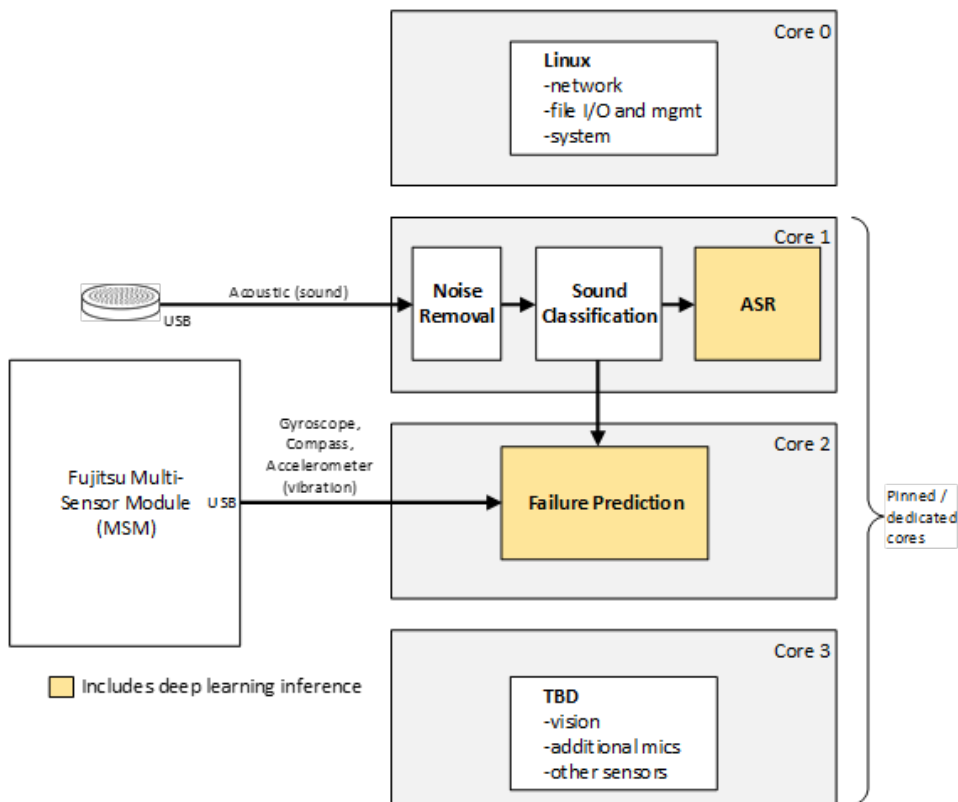 Core 0
Linux
-network
-file I/O and mgmt
-system
Core 1
Acoustic (sound)
USB
Noise
Removal
Sound
Classification
ASR
Gyroscope,
Compass,
Accelerometer
(vibration)
Fujitsu Multi-
Sensor Module
(MSM)
USB
Core 2
Failure Prediction
Pinned /
dedicated
cores
Core 3
Includes deep learning inference
TBD
-vision
-additional mics
-other sensors